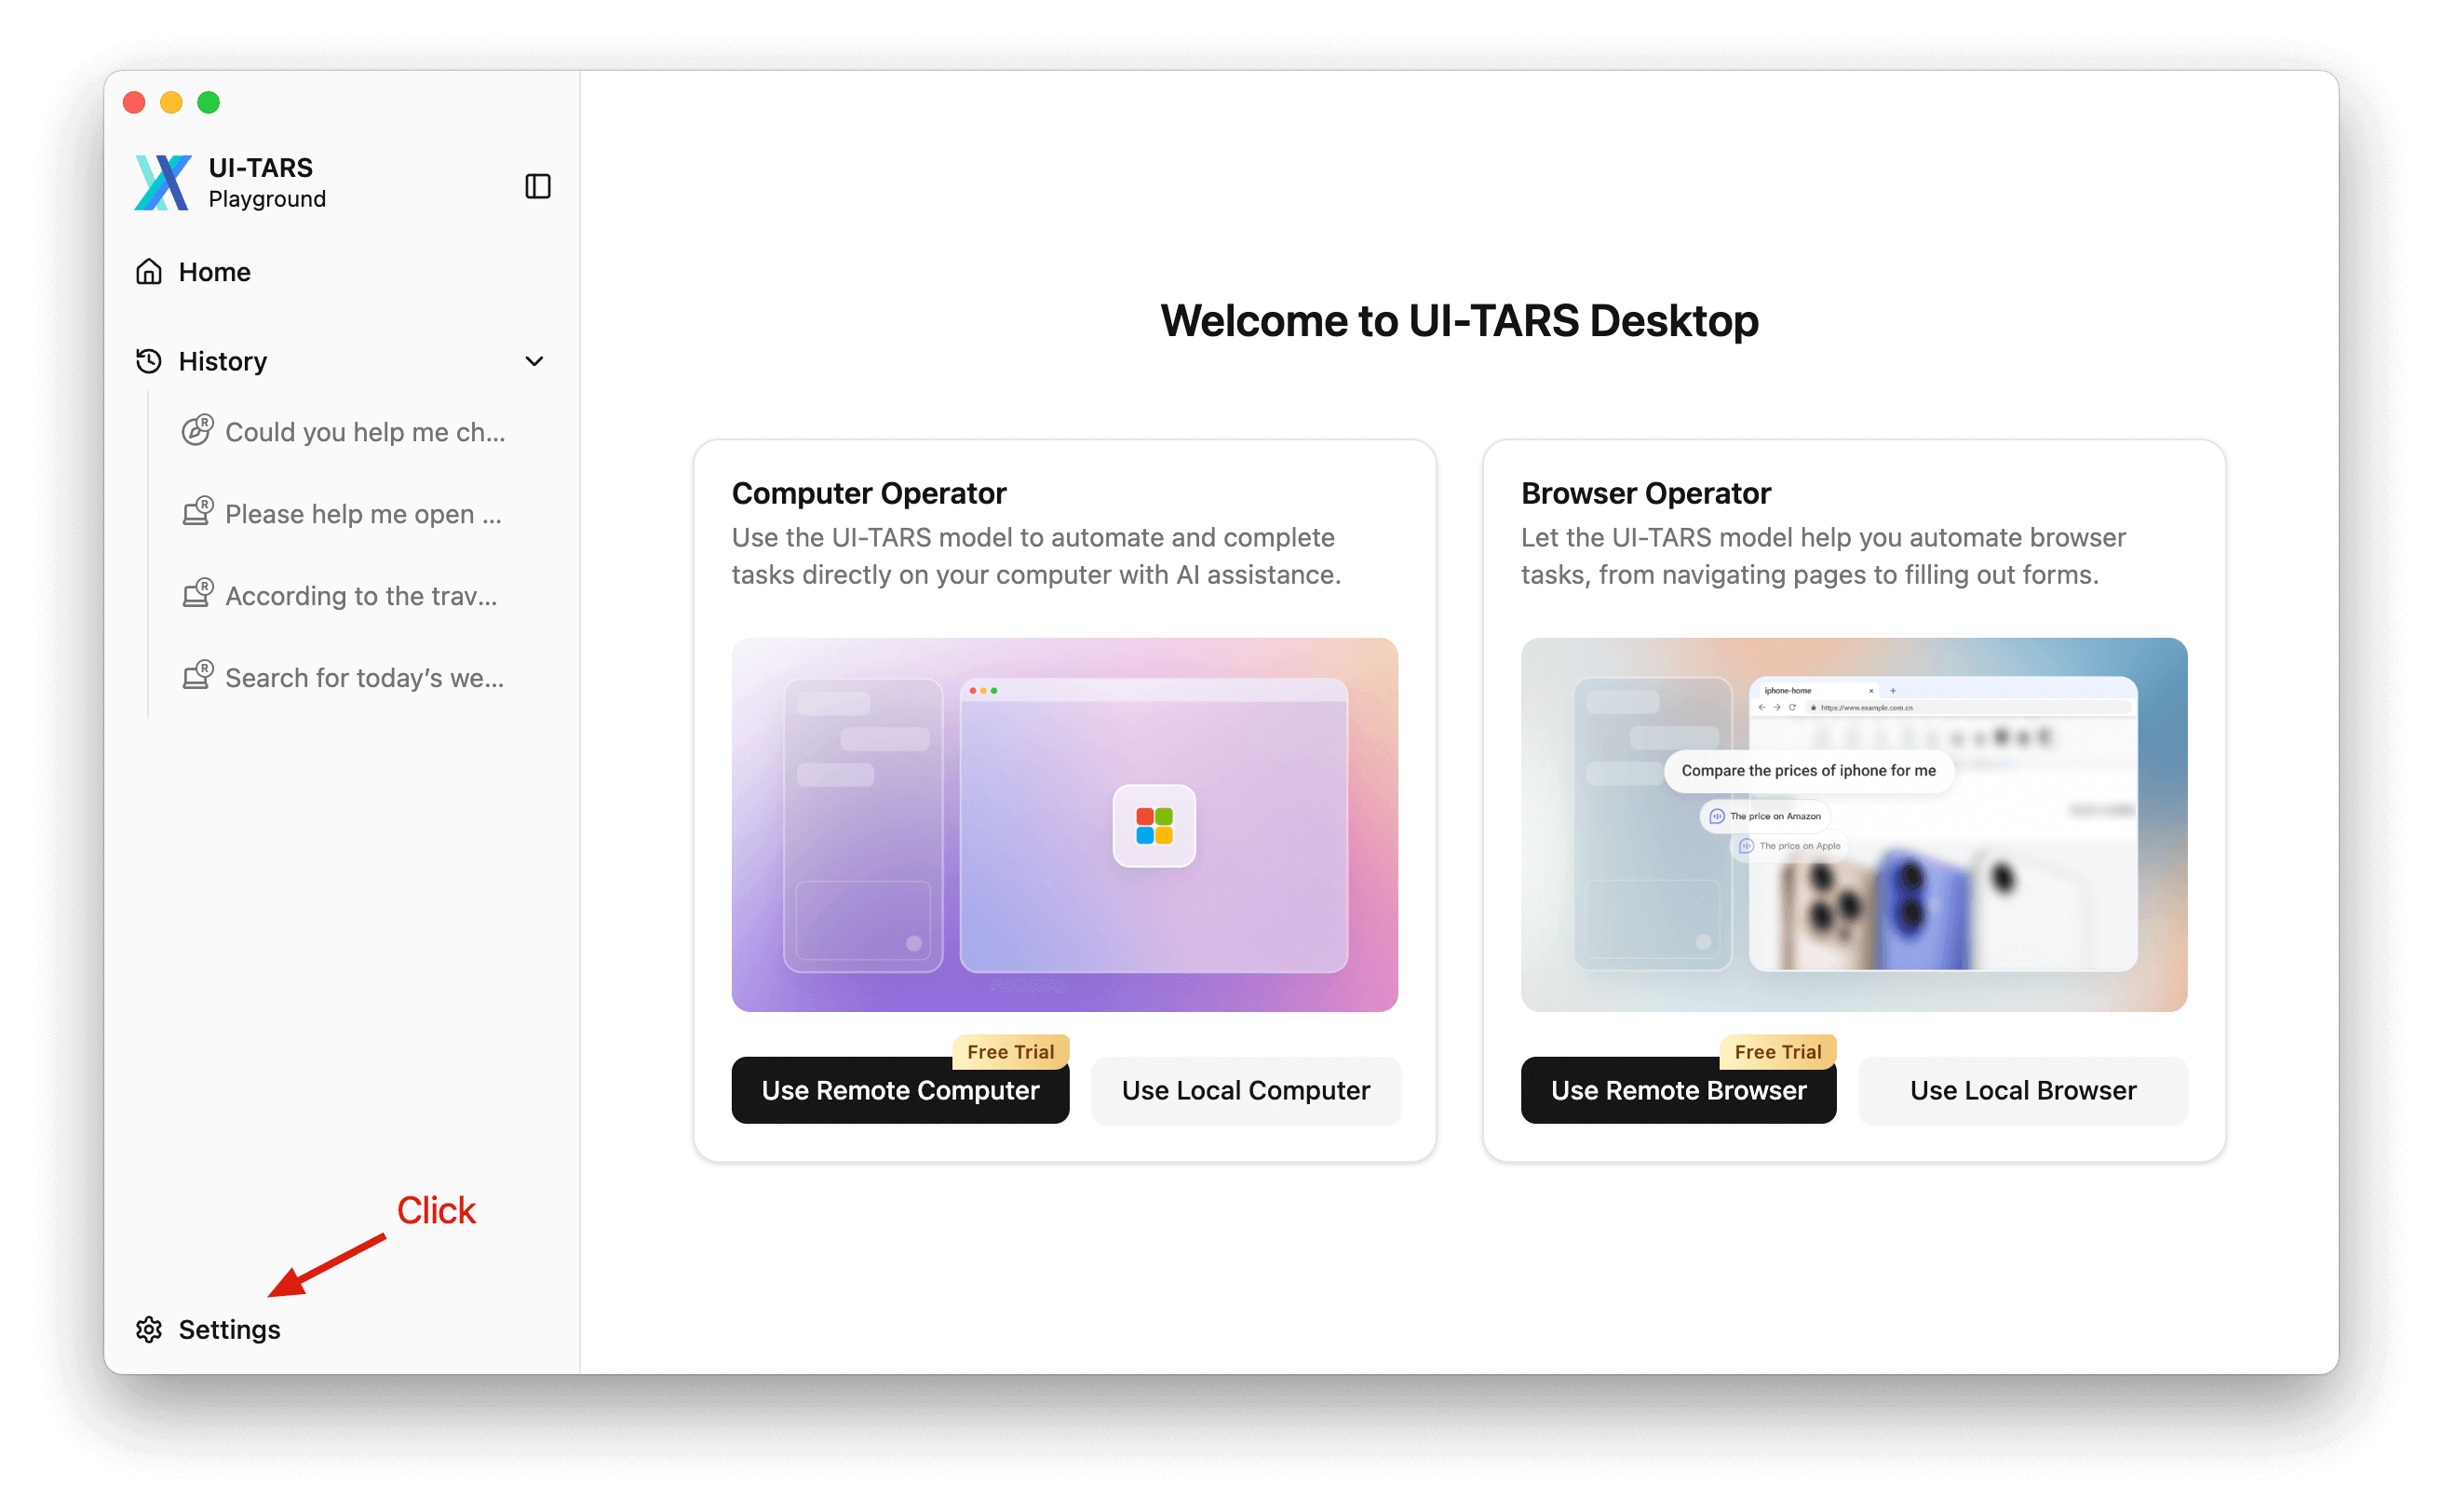 UI-TARS
Playground
Home
History
Could you help me ch...
Please help me open ...
According to the trav...
Search for today's we...
Click
Settings
Welcome to UI-TARS Desktop
Computer Operator
Use the UI-TARS model to automate and complete
tasks directly on your computer with AI assistance.
Free Trial
Use Remote Computer
Use Local Computer
Browser Operator
Let the UI-TARS model help you automate browser
tasks, from navigating pages to filling out forms.
iphone-home
https://www.example.com.cn
Compare the prices of iphone for me
The price on Amazon
The price on Apple
Free Trial
Use Remote Browser
Use Local Browser